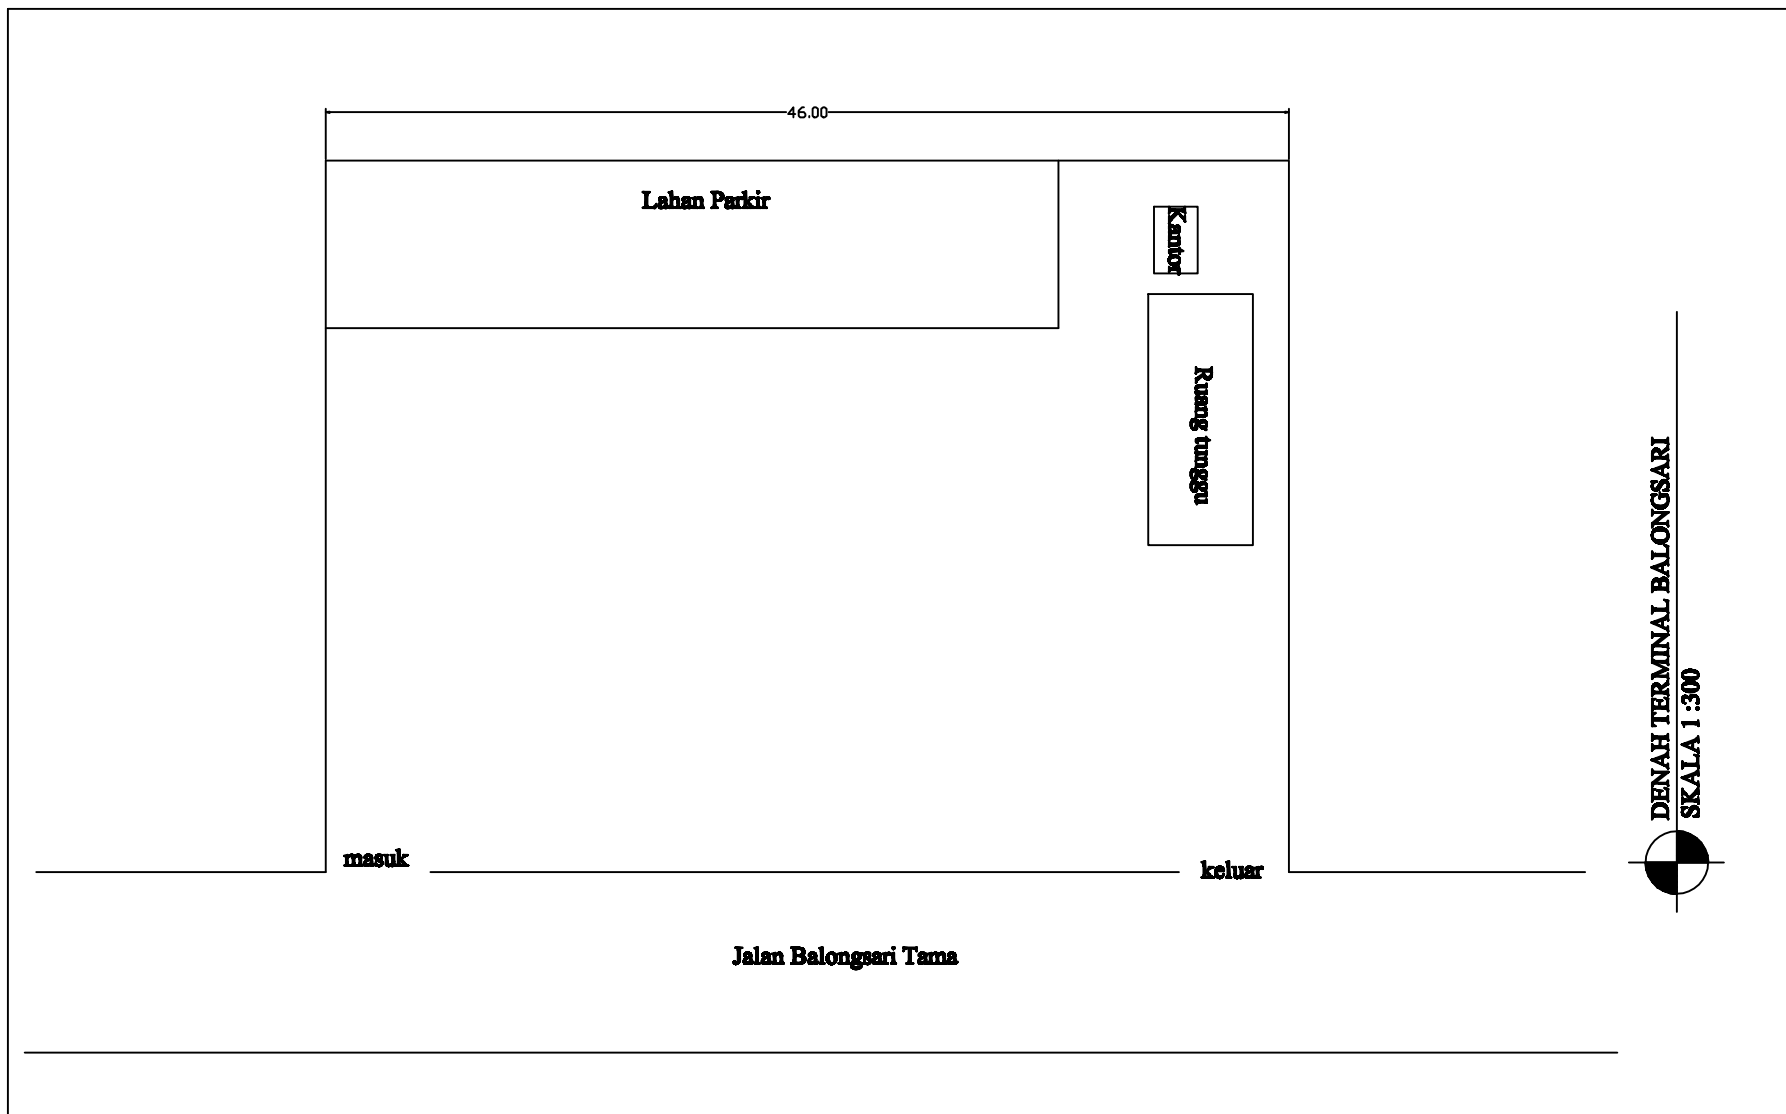 46.00
Lahan Parkir
Kantor
Ruang tunggu
masuk
keluar
Jalan Balongsari Tama
DENAH TERMINAL BALONGSARI
SKALA 1 :300